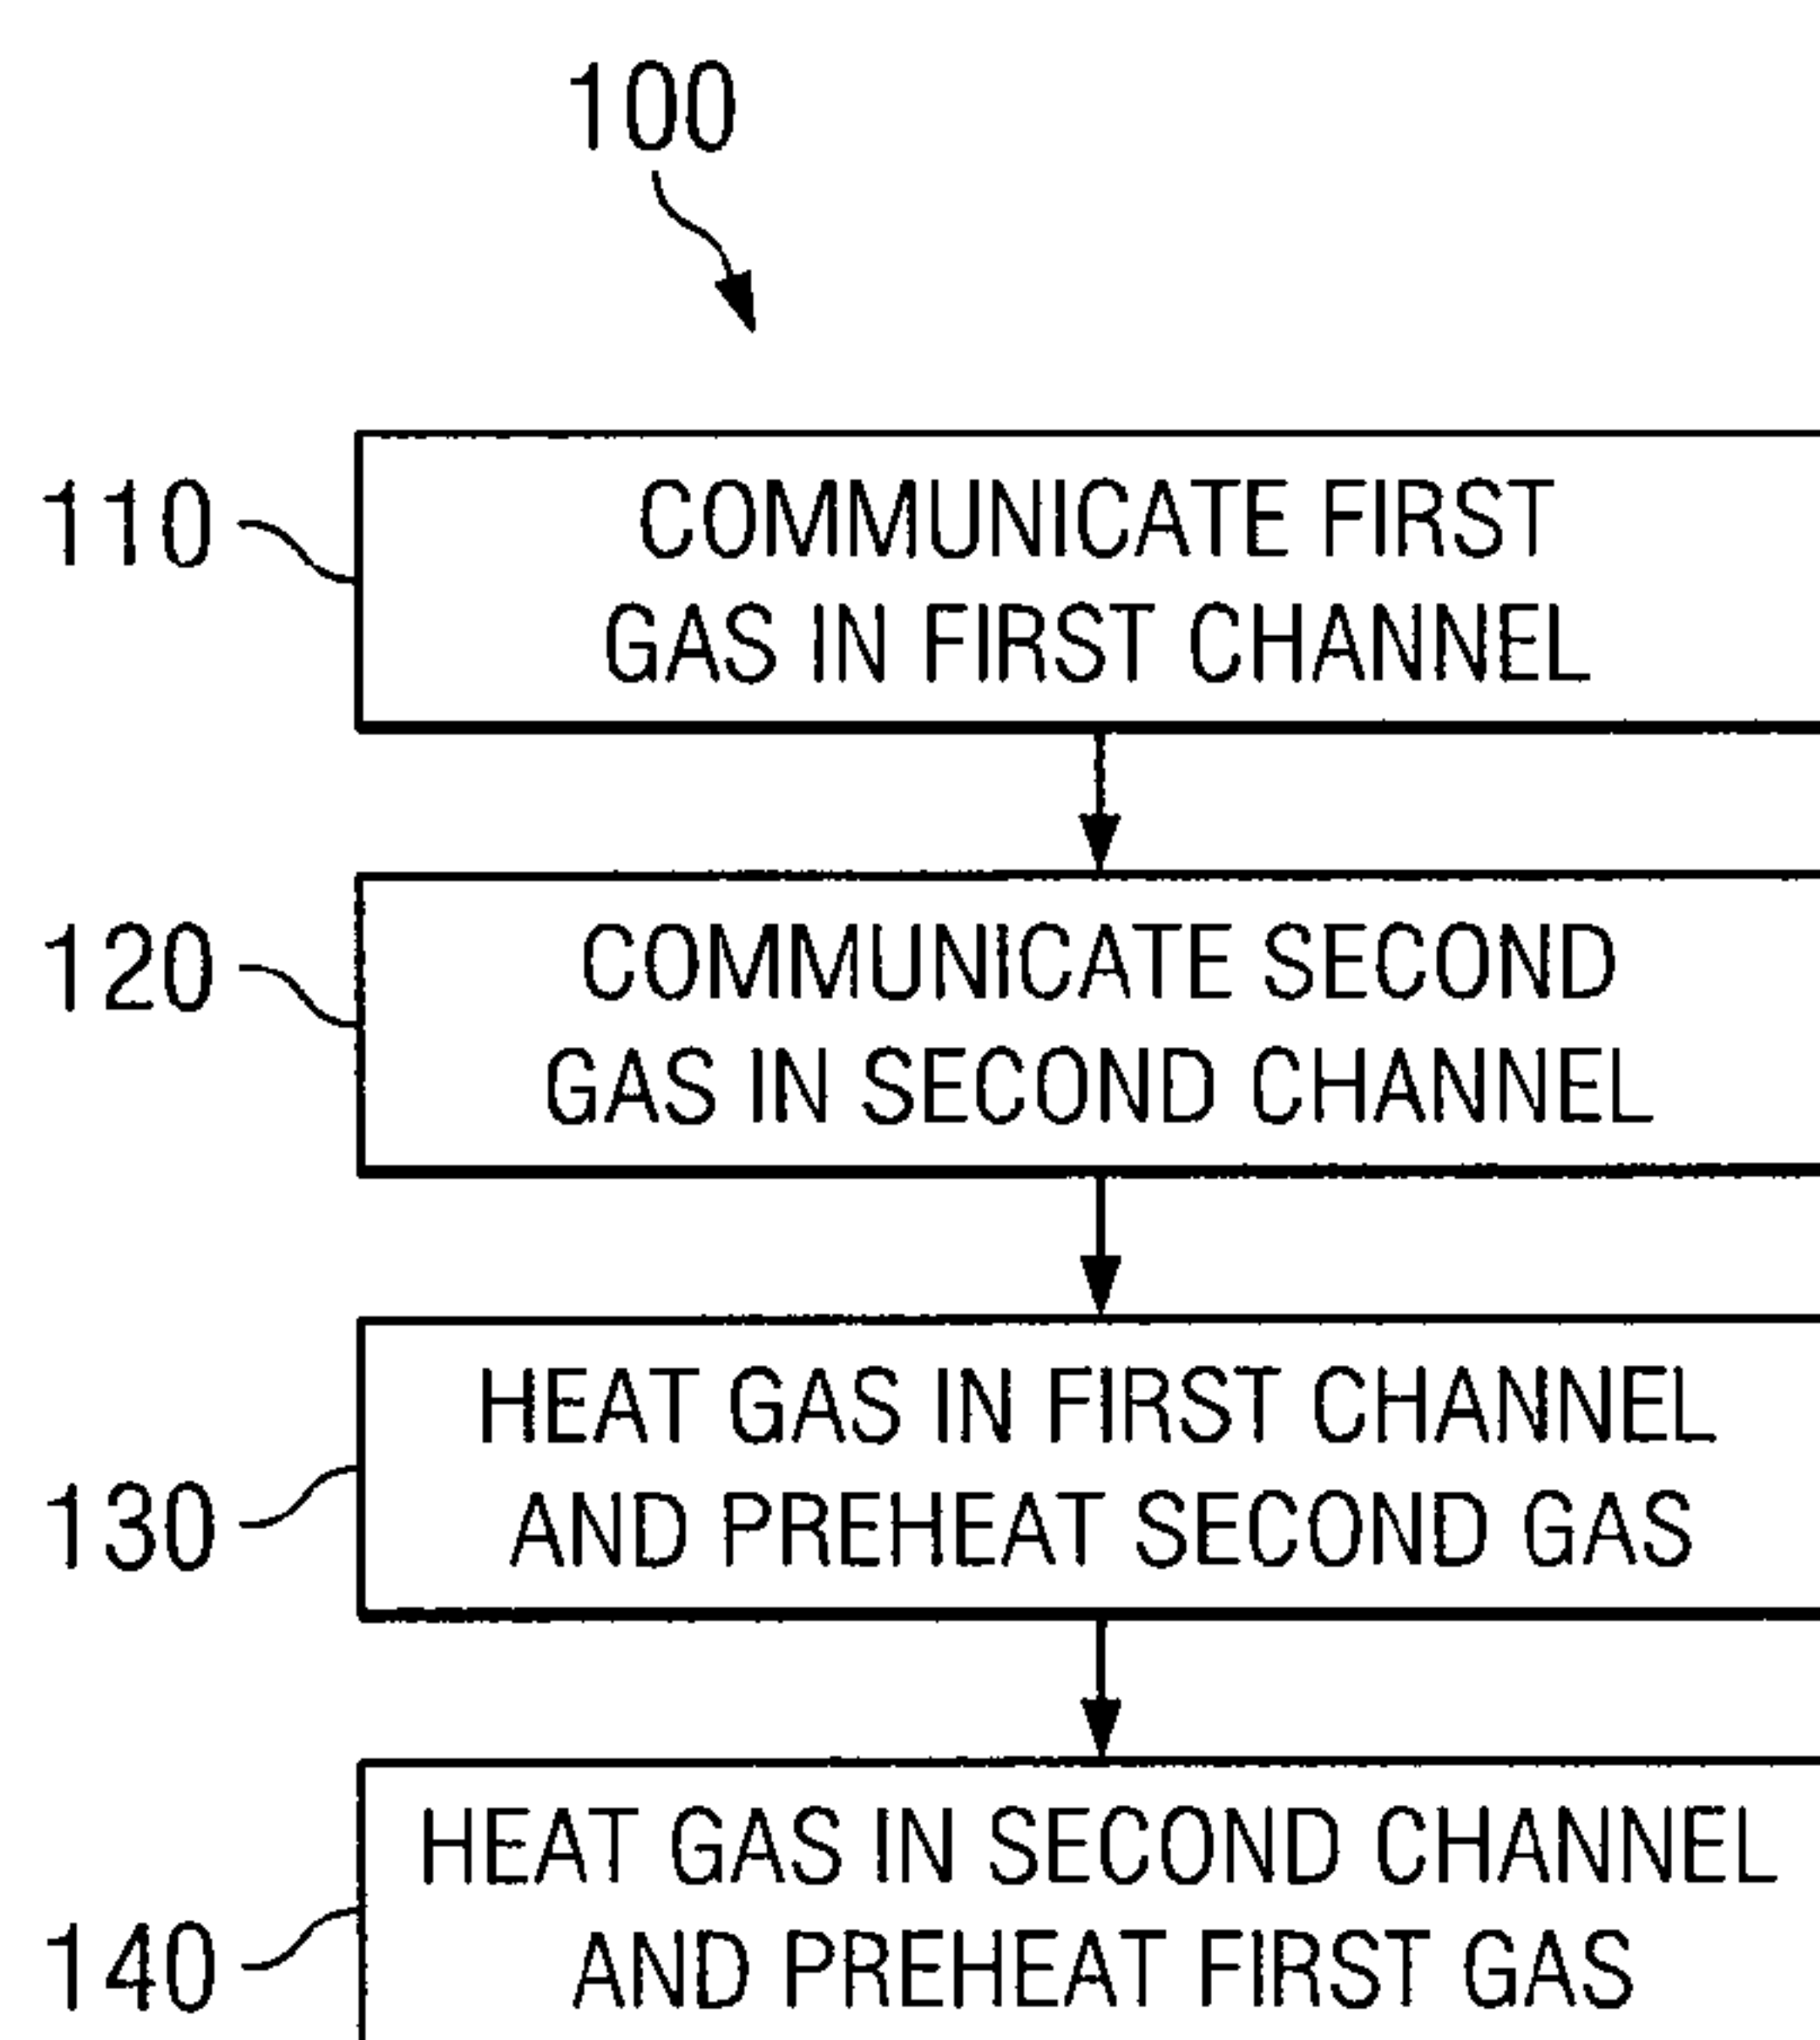 100
110
COMMUNICATE FIRST
GAS IN FIRST CHANNEL
120
COMMUNICATE SECOND
GAS IN SECOND CHANNEL
130
HEAT GAS IN FIRST CHANNEL
AND PREHEAT SECOND GAS
140
HEAT GAS IN SECOND CHANNEL
AND PREHEAT FIRST GAS